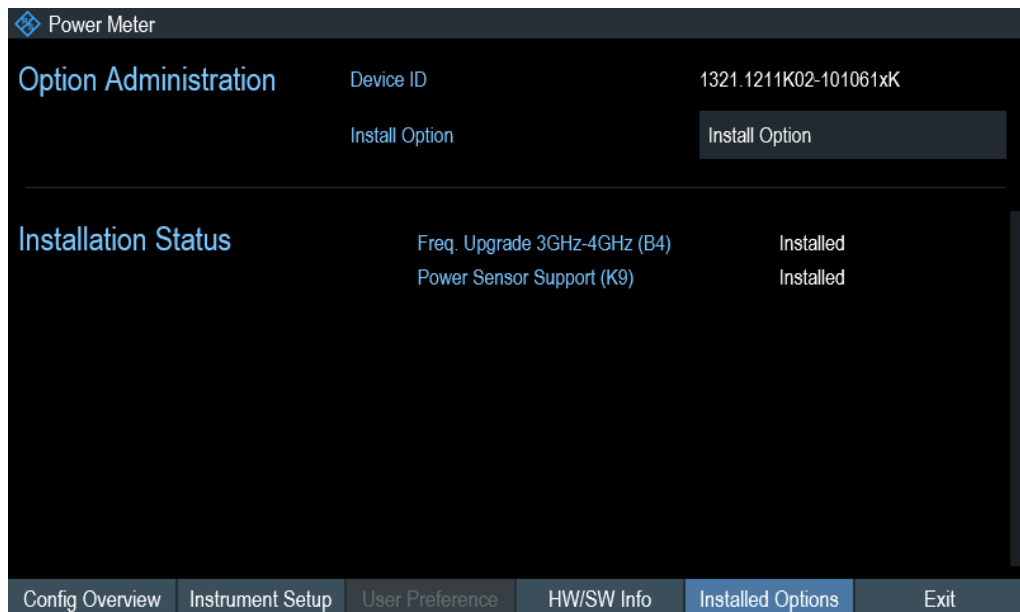 Power Meter
Option Administration Device ID 1321.1211K02-101061xK
Install Option Install Option
Installation Status Freq. Upgrade 3GHz-4GHz (B4) Installed
Power Sensor Support (K9) Installed
Config Overview Instrument Setup User Preference HW/SW Info Installed Options Exit